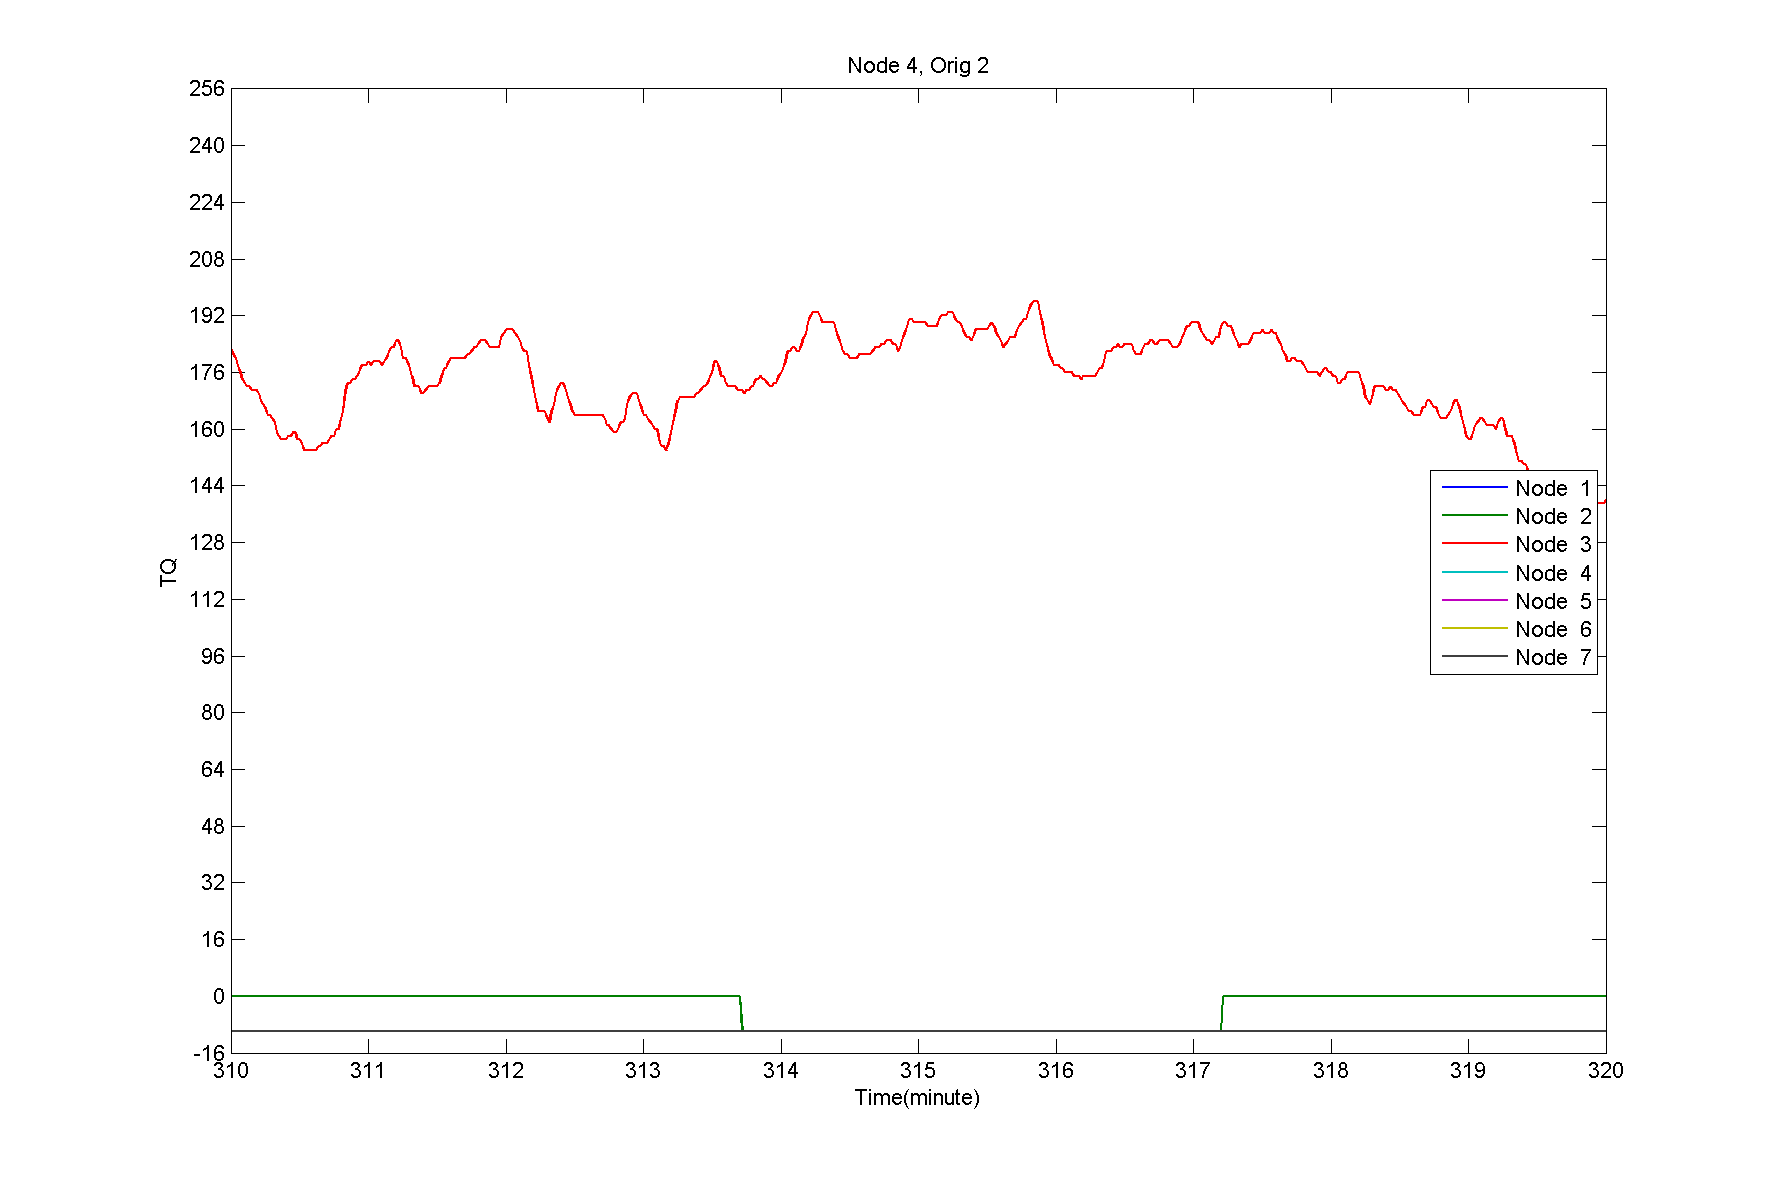 Node 4, Orig 2
256
240
224
208
192
176
160
144
128
112
96
80
64
48
32
16
0
-16
TQ
Node 1
Node 2
Node 3
Node 4
Node 5
Node 6
Node 7
310 311 312 313 314 315 316 317 318 319 320
Time(minute)